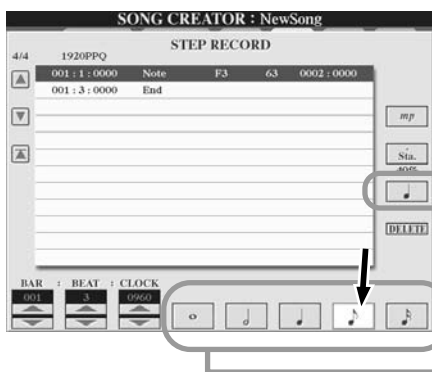 SONG CREATOR : NewSong
STEP RECORD
4/4 1920PPQ
001 : 1 : 0000 Note F3 63 0002 : 0000
001 : 3 : 0000 End
mp
Sta.
DELETE
BAR : BEAT : CLOCK
001 3 0960